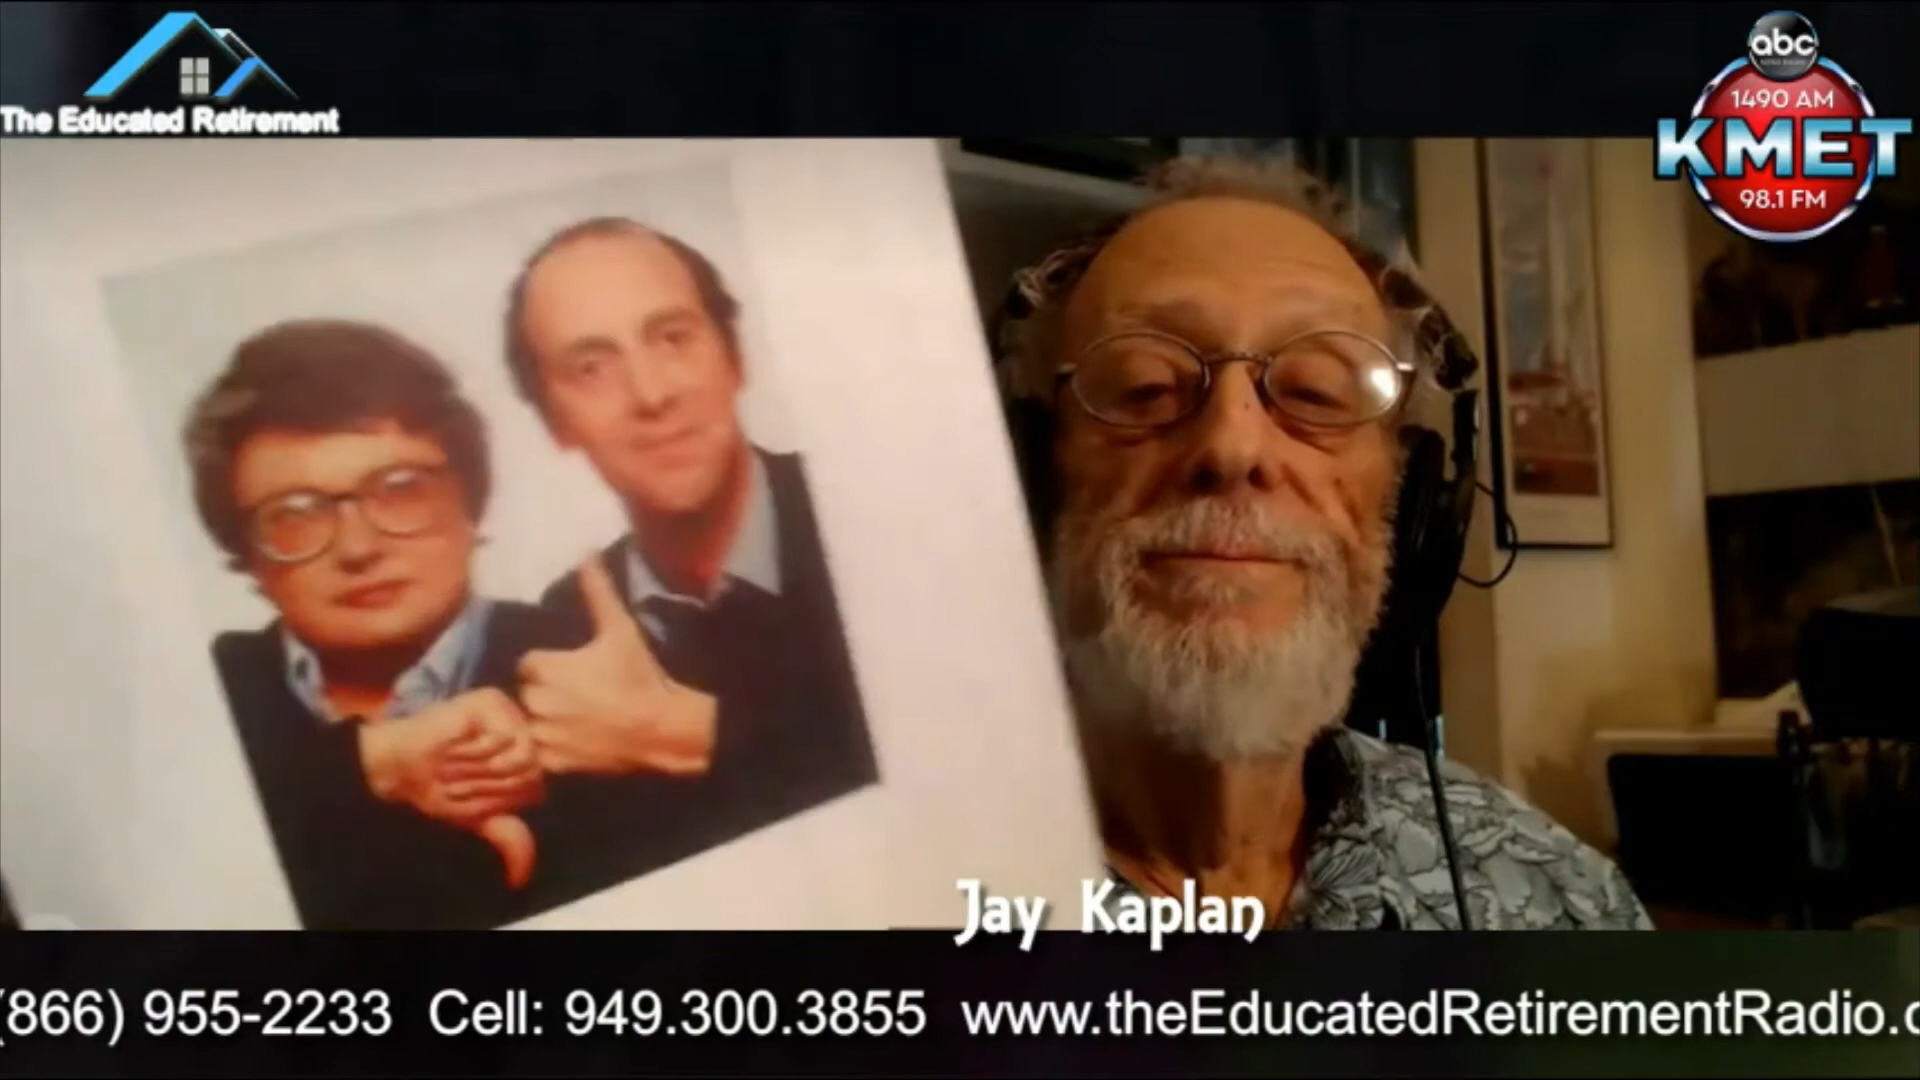 The Educated Retirement
abc
1490 AM
KMET
98.1 FM
Jay Kaplan
(866) 955-2233 Cell: 949.300.3855 www.theEducatedRetirementRadio.c